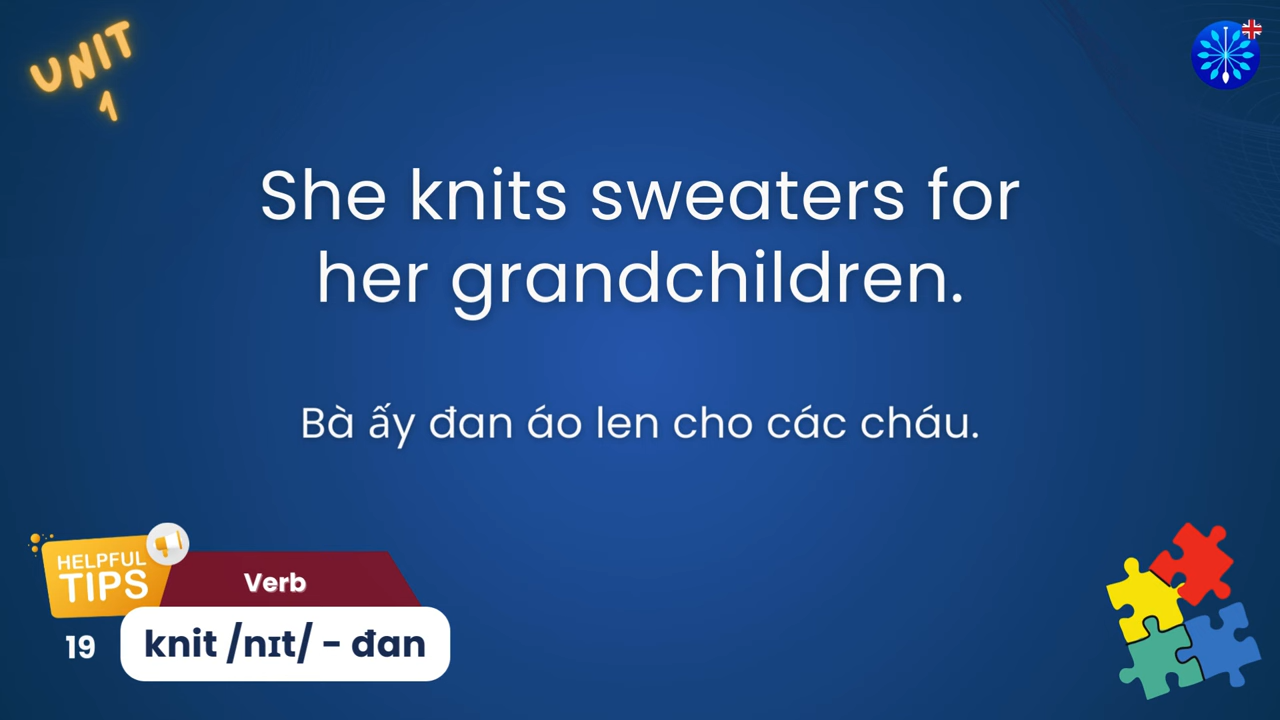 UNIT
1
She knits sweaters for
her grandchildren.
Bà ấy đan áo len cho các cháu.
HELPFUL
TIPS
Verb
19
knit /nɪt/ - đan